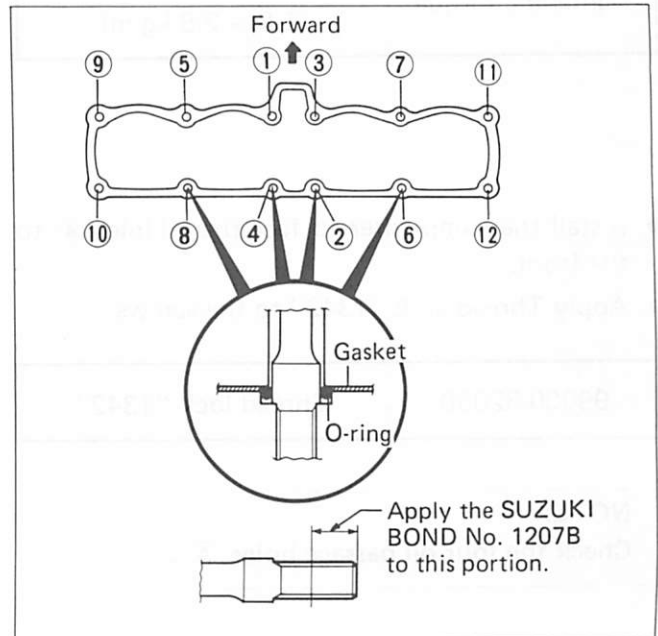 Forward
⑨ ⑤ ① ③ ⑦ ⑪
⑩ ⑧ ④ ② ⑥ ⑫
Gasket
O-ring
Apply the SUZUKI
BOND No. 1207B
to this portion.